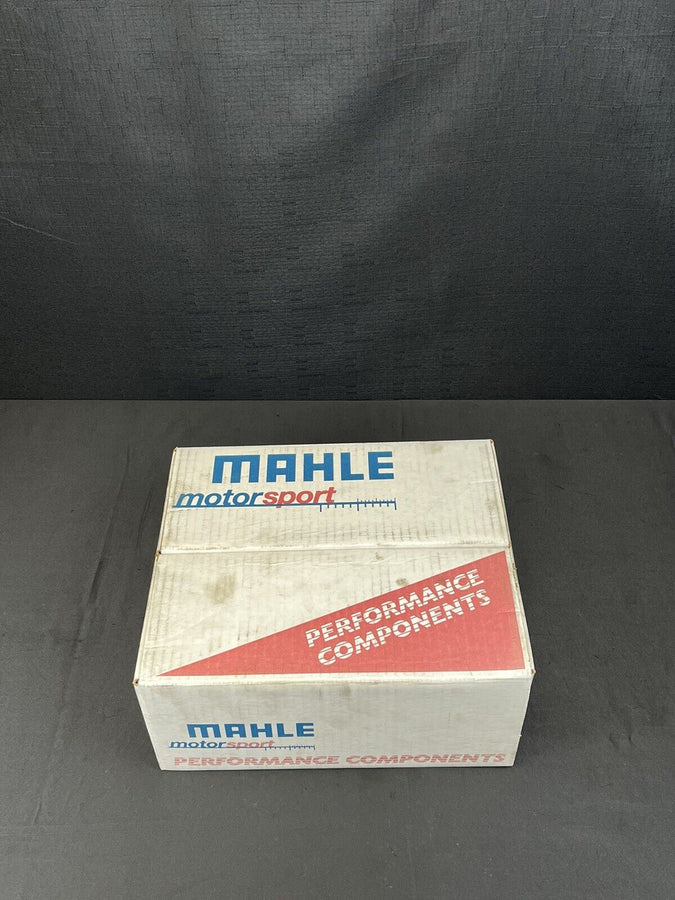 MAHLE
motorsport
PERFORMANCE
COMPONENTS
MAHLE
motorsport
PERFORMANCE COMPONENTS